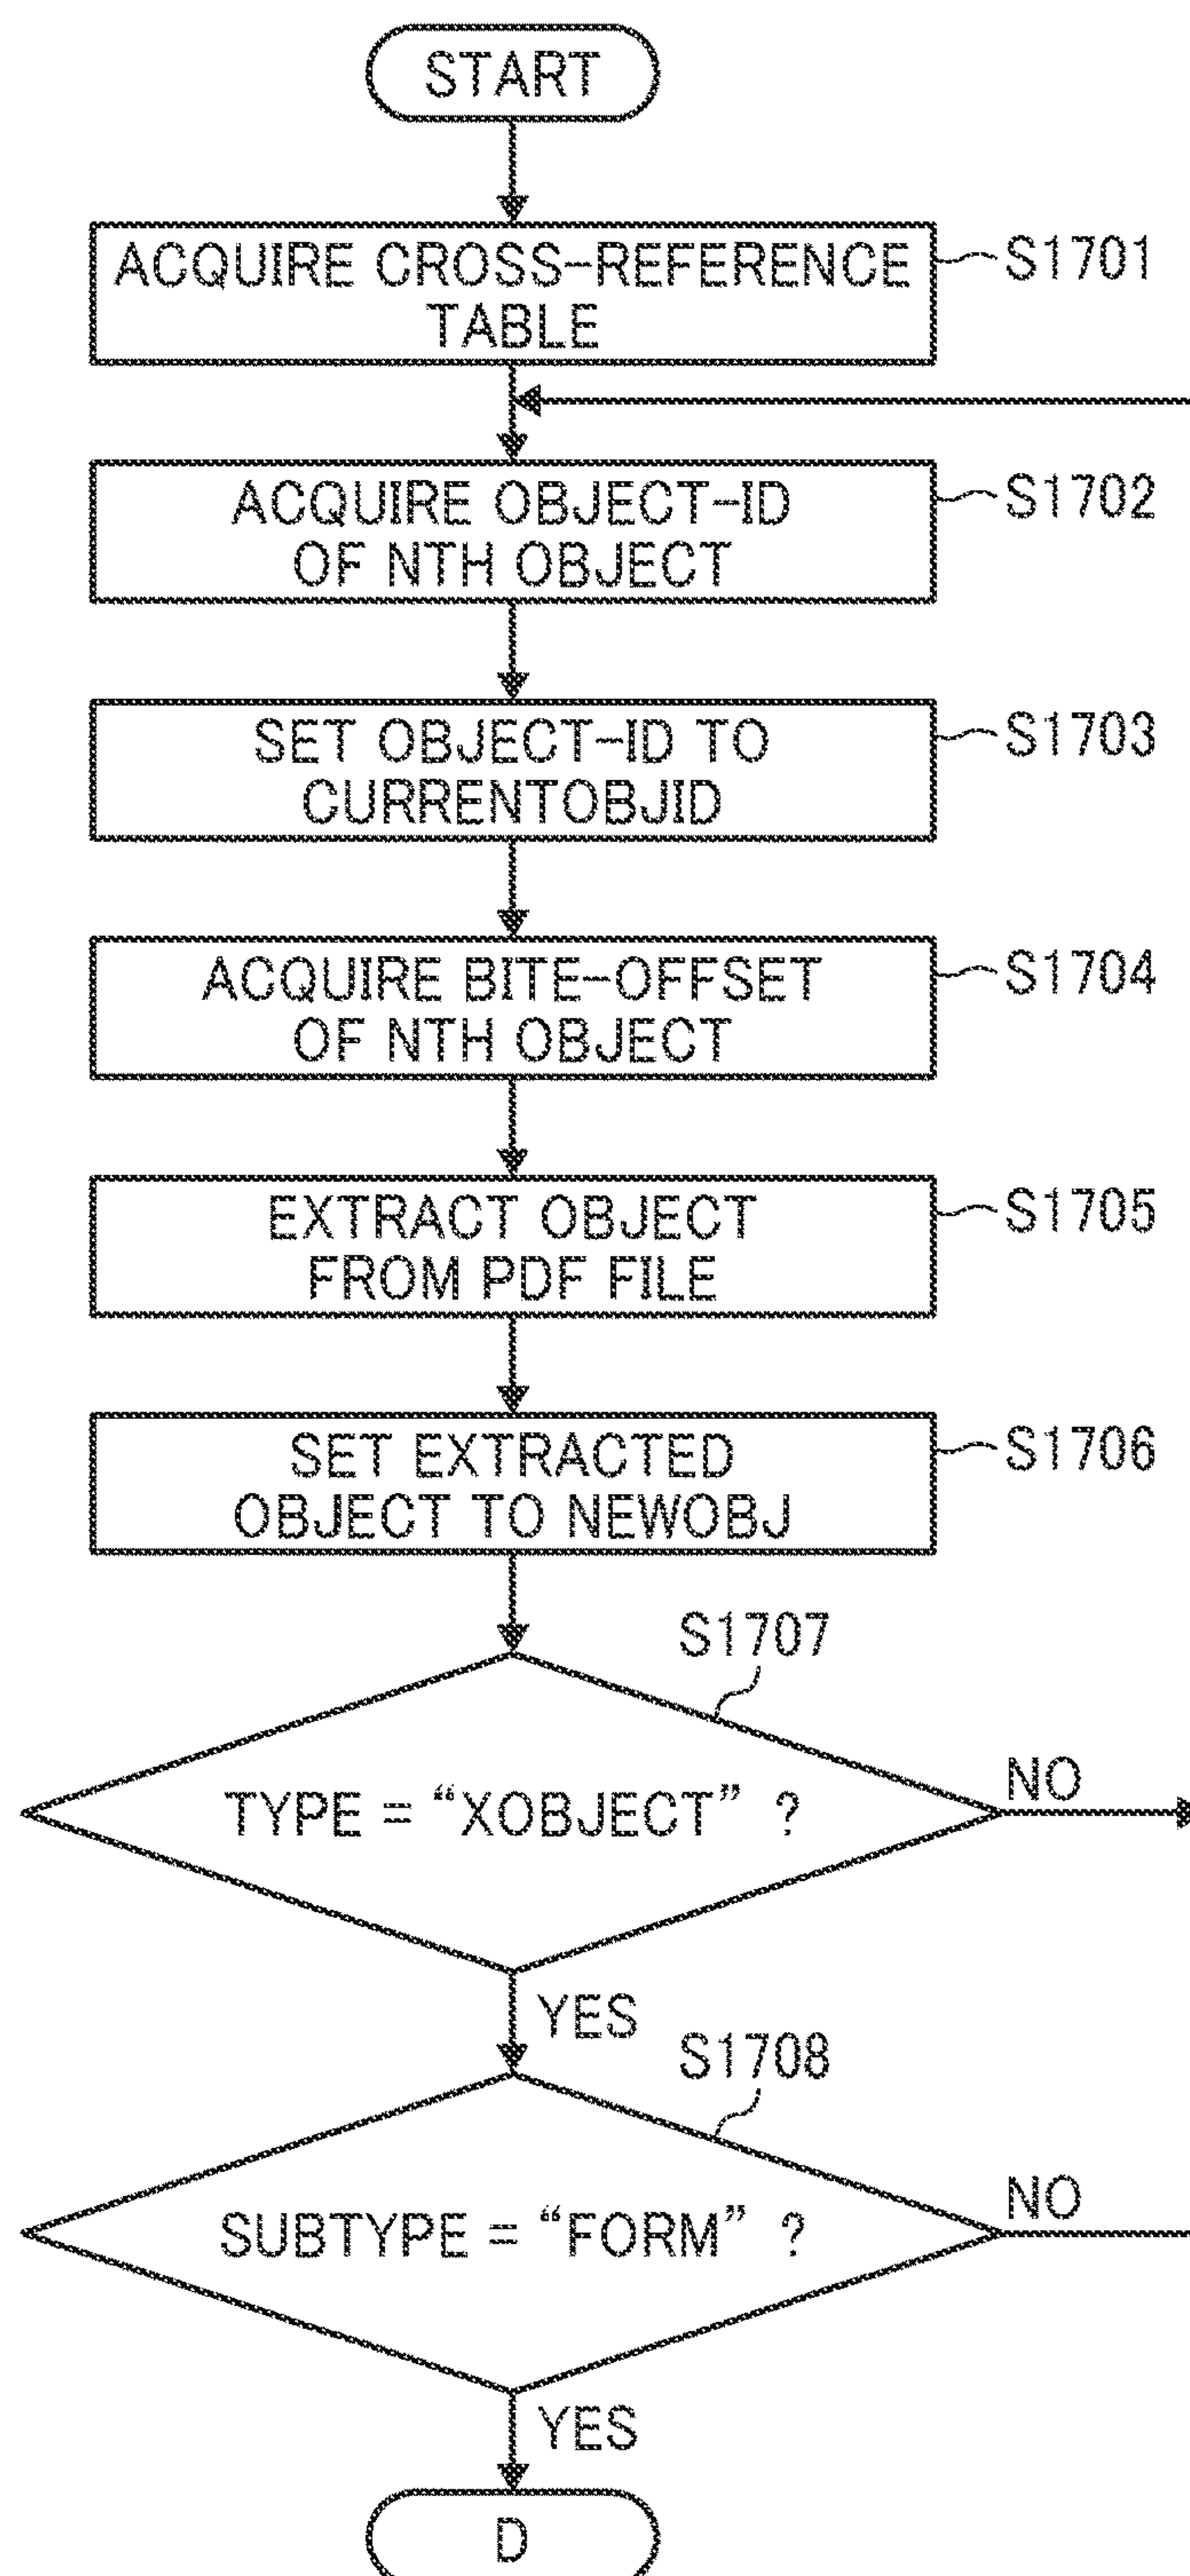 START
ACQUIRE CROSS-REFERENCE
TABLE
S1701
ACQUIRE OBJECT-ID
OF NTH OBJECT
S1702
SET OBJECT-ID TO
CURRENTOBJID
S1703
ACQUIRE BITE-OFFSET
OF NTH OBJECT
S1704
EXTRACT OBJECT
FROM PDF FILE
S1705
SET EXTRACTED
OBJECT TO NEWOBJ
S1706
S1707
TYPE = “XOBJECT” ?
NO
YES
S1708
SUBTYPE = “FORM” ?
NO
YES
D